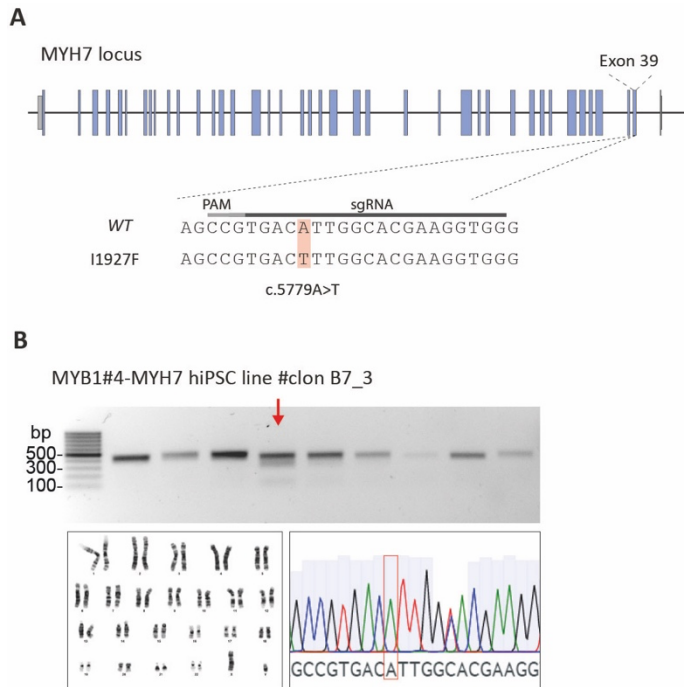 A
MYH7 locus
Exon 39
PAM sgRNA
WT AGCCGTGACATTGGCACGAAGGTGGG
I1927F AGCCGTGACTTTGGCACGAAGGTGGG
c.5779A>T
B
MYB1#4-MYH7 hiPSC line #clon B7_3
bp
500
300
100
GCCGTGACATTGGCACGAAGG